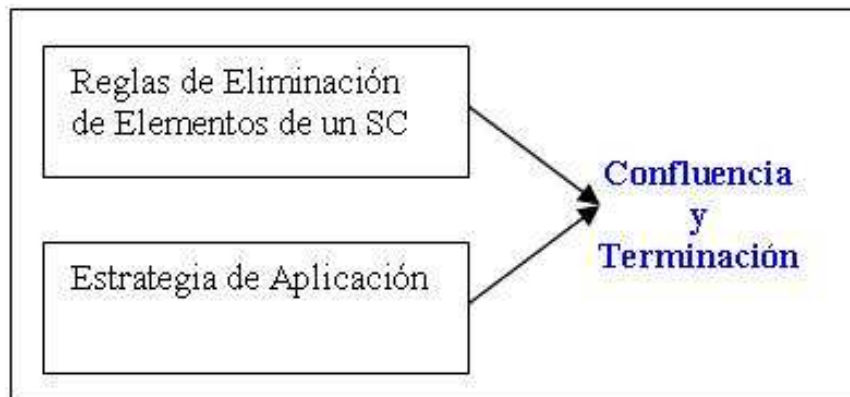 Reglas de Eliminación
de Elementos de un SC
Confluencia
y
Terminación
Estrategia de Aplicación